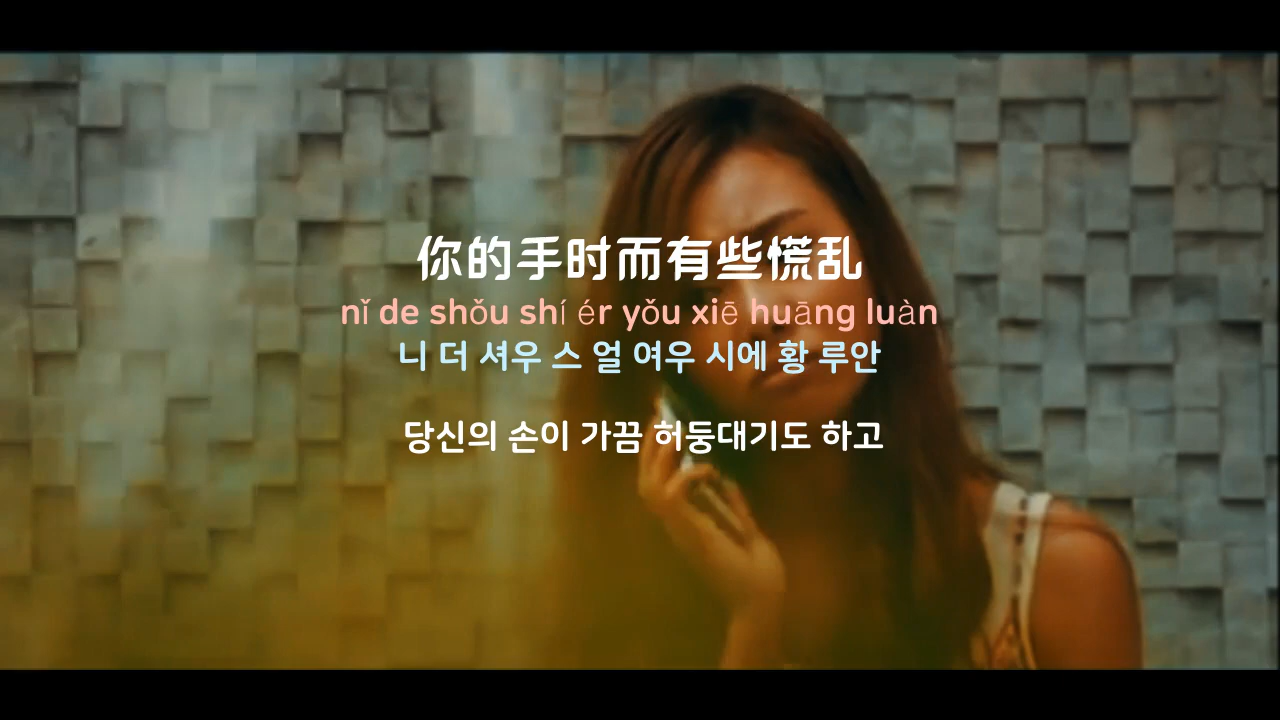 你的手时而有些慌乱
nǐ de shǒu shí ér yǒu xiē huāng luàn
니 더 셔우 스 얼 여우 시에 황 루안
당신의 손이 가끔 허둥대기도 하고